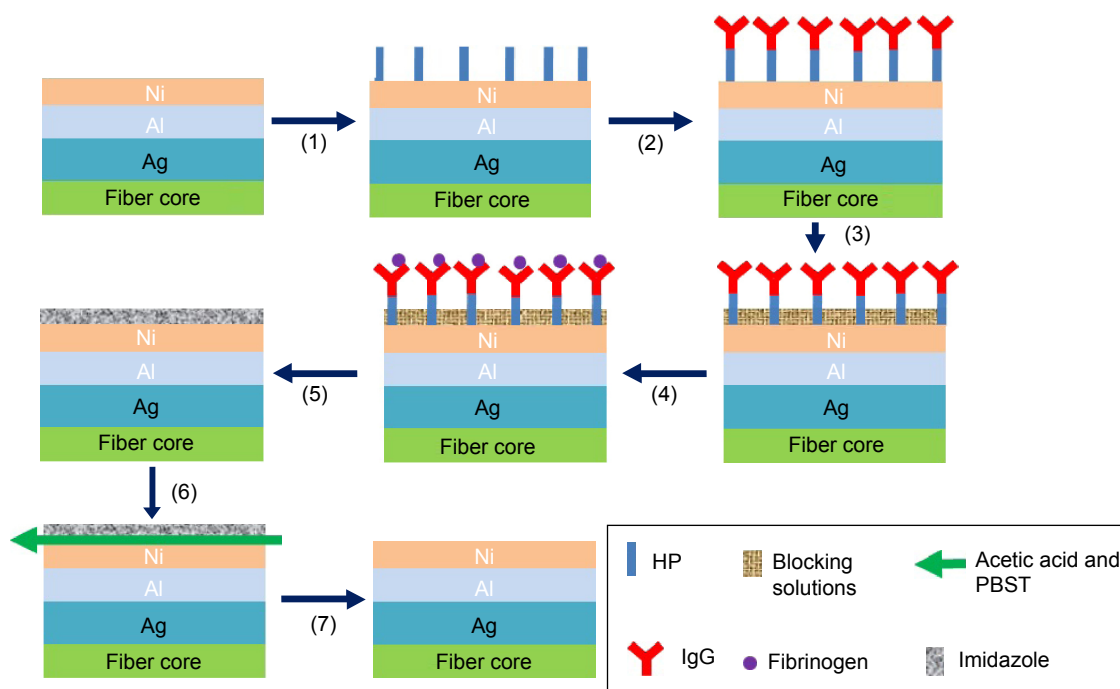 Ni
Al
Ag
Fiber core
(1)
Ni
Al
Ag
Fiber core
(2)
Ni
Al
Ag
Fiber core
(3)
Ni
Al
Ag
Fiber core
(4)
Ni
Al
Ag
Fiber core
(5)
Ni
Al
Ag
Fiber core
(6)
Ni
Al
Ag
Fiber core
(7)
Ni
Al
Ag
Fiber core
HP
Blocking
solutions
Acetic acid and
PBST
IgG
Fibrinogen
Imidazole